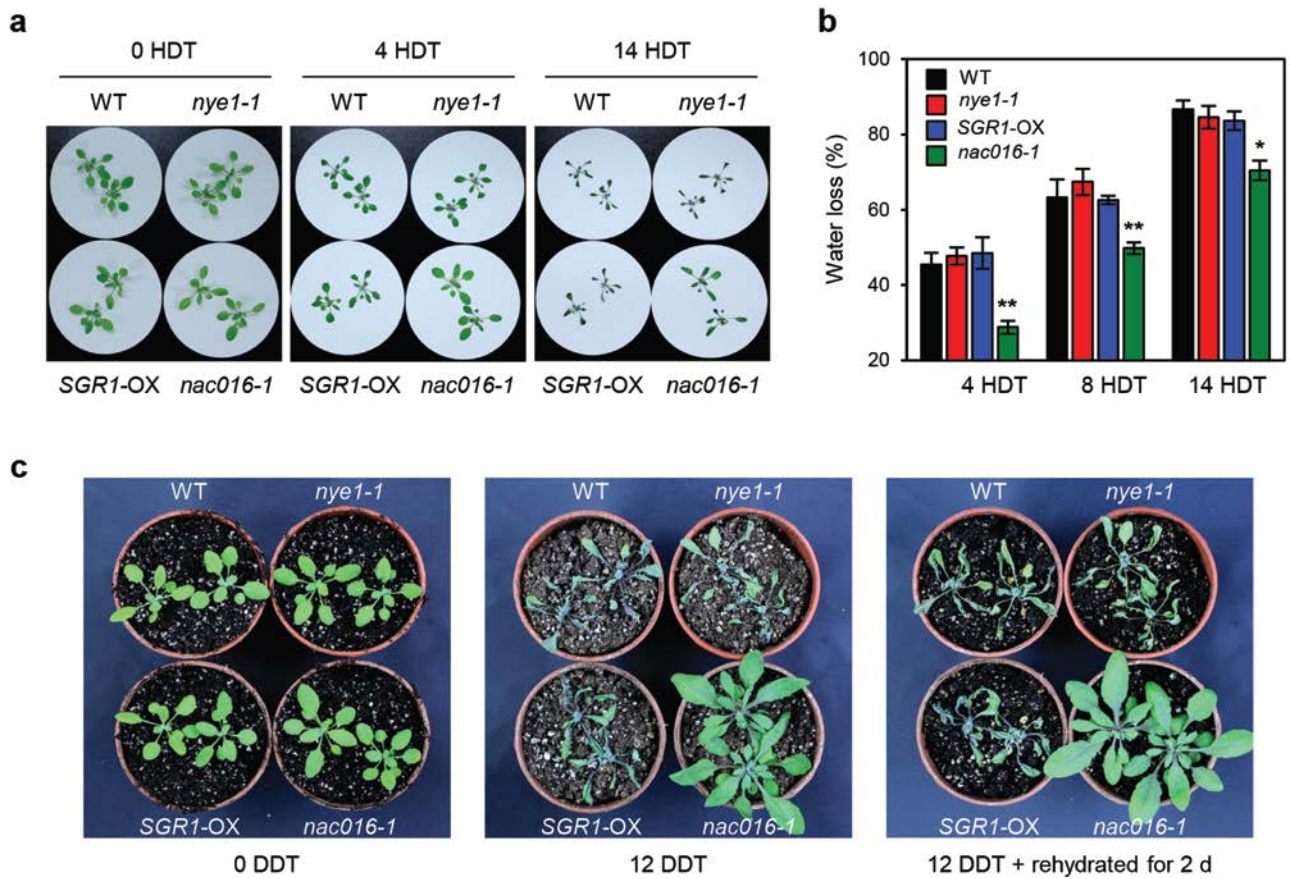 a
0 HDT 4 HDT 14 HDT
WT nye1-1 WT nye1-1 WT nye1-1
SGR1-OX nac016-1 SGR1-OX nac016-1 SGR1-OX nac016-1
b
100
80
60
40
20
Water loss (%)
WT
nye1-1
SGR1-OX
nac016-1
** ** *
4 HDT 8 HDT 14 HDT
c
WT nye1-1 WT nye1-1 WT nye1-1
SGR1-OX nac016-1 SGR1-OX nac016-1 SGR1-OX nac016-1
0 DDT 12 DDT 12 DDT + rehydrated for 2 d